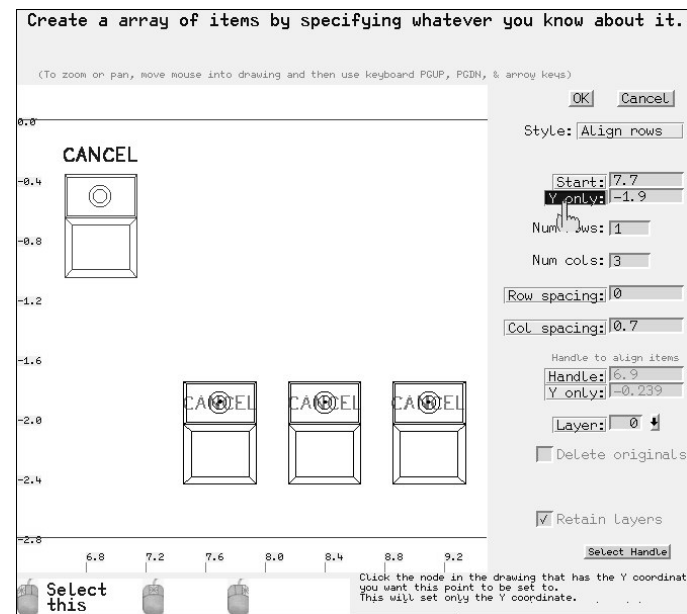 Create a array of items by specifying whatever you know about it.
(To zoom or pan, move mouse into drawing and then use keyboard PGUP, PGDN, & arrow keys)
OK Cancel
0.0
Style: Align rows
CANCEL
-0.4
Start: 7.7
Y only: -1.9
Num ws: 1
-0.8
Num cols: 3
-1.2
Row spacing: 0
Col spacing: 0.7
-1.6
Handle to align items
Handle: 6.9
Y only: -0.239
CANCEL CANCEL CANCEL
-2.0
Layer: 0
Delete originals
-2.4
Retain layers
-2.8
Select Handle
6.8 7.2 7.6 8.0 8.4 8.8 9.2
Select
this
Click the node in the drawing that has the Y coordinat
you want this point to be set to.
This will set only the Y coordinate.